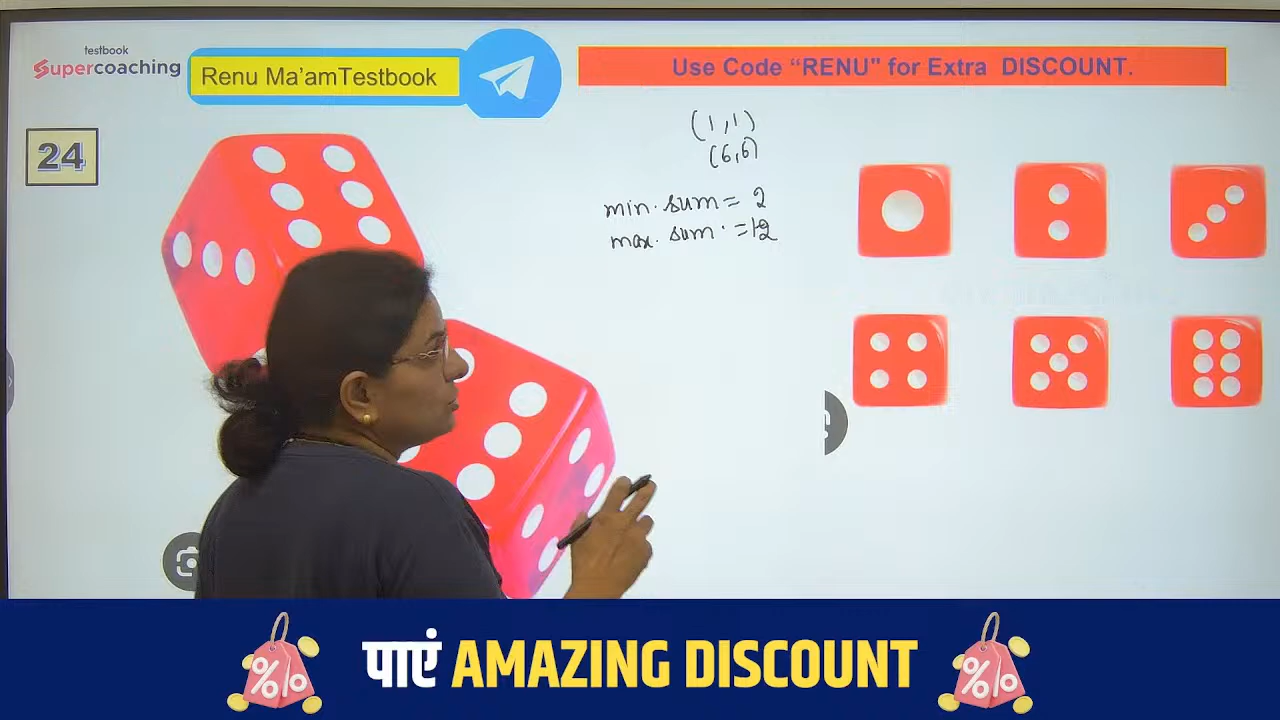 testbook
Supercoaching
Renu Ma'amTestbook
Use Code “RENU" for Extra DISCOUNT.
24
(1,1)
(6,6)
min. sum = 2
max. sum. = 12
पाएं AMAZING DISCOUNT